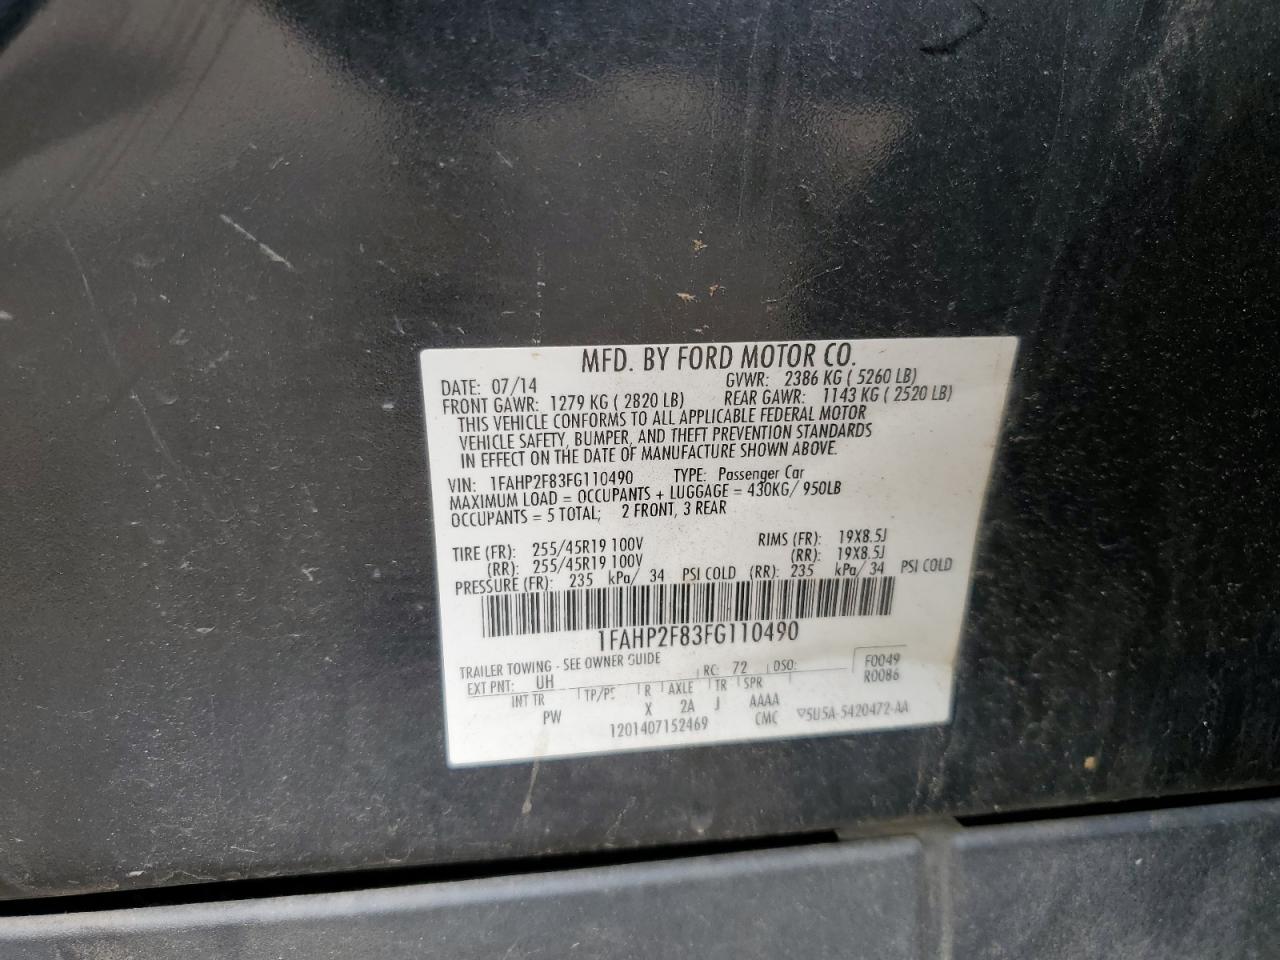 MFD. BY FORD MOTOR CO.
DATE: 07/14 GVWR: 2386 KG ( 5260 LB)
FRONT GAWR: 1279 KG ( 2820 LB) REAR GAWR: 1143 KG ( 2520 LB)
THIS VEHICLE CONFORMS TO ALL APPLICABLE FEDERAL MOTOR
VEHICLE SAFETY, BUMPER, AND THEFT PREVENTION STANDARDS
IN EFFECT ON THE DATE OF MANUFACTURE SHOWN ABOVE.
VIN: 1FAHP2F83FG110490 TYPE: Passenger Car
MAXIMUM LOAD = OCCUPANTS + LUGGAGE = 430KG/ 950LB
OCCUPANTS = 5 TOTAL; 2 FRONT, 3 REAR
TIRE (FR): 255/45R19 100V RIMS (FR): 19X8.5J
(RR): 255/45R19 100V (RR): 19X8.5J
PRESSURE (FR): 235 kPa/ 34 PSI COLD (RR): 235 kPa/ 34 PSI COLD
1FAHP2F83FG110490
TRAILER TOWING - SEE OWNER GUIDE
EXT PNT: UH RC: 72 DSO: F0049
R0086
INT TR TP/PS R AXLE TR SPR
PW X 2A J AAAA
1201407152469 CMC ▽5U5A-5420472-AA